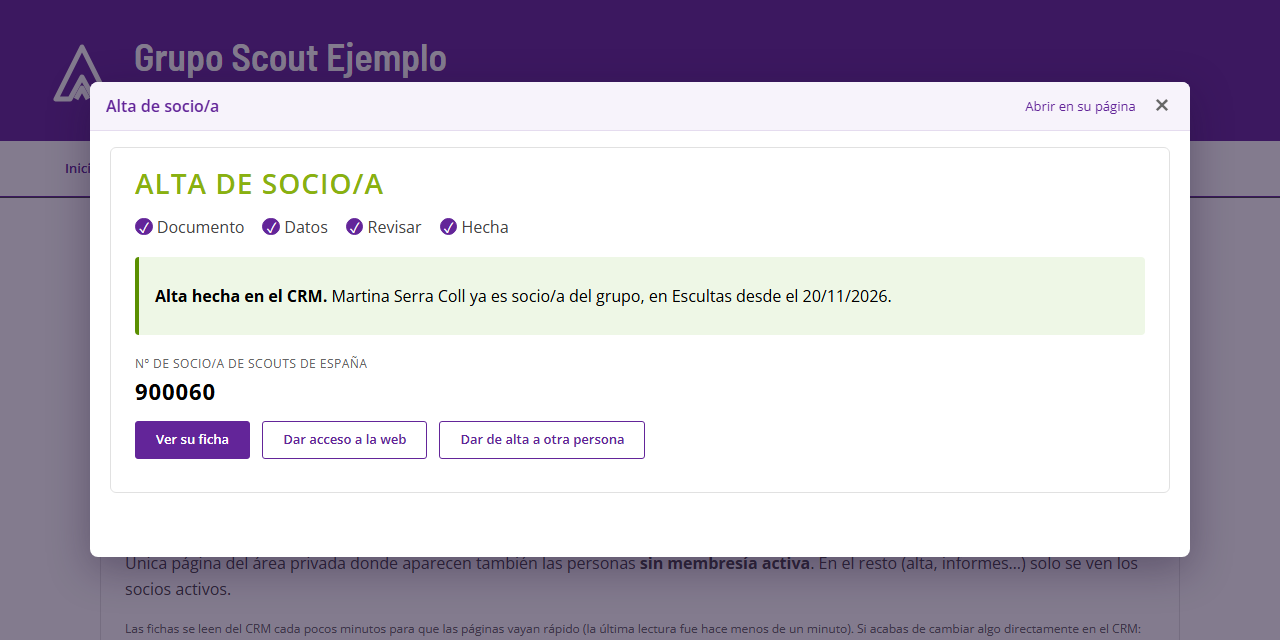 Grupo Scout Ejemplo
Alta de socio/a
Abrir en su página
Inici
ALTA DE SOCIO/A
Documento Datos Revisar Hecha
Alta hecha en el CRM. Martina Serra Coll ya es socio/a del grupo, en Escultas desde el 20/11/2026.
Nº DE SOCIO/A DE SCOUTS DE ESPAÑA
900060
Ver su ficha
Dar acceso a la web
Dar de alta a otra persona
Única página del área privada donde aparecen también las personas sin membresía activa. En el resto (alta, informes...) solo se ven los
socios activos.
Las fichas se leen del CRM cada pocos minutos para que las páginas vayan rápido (la última lectura fue hace menos de un minuto). Si acabas de cambiar algo directamente en el CRM: